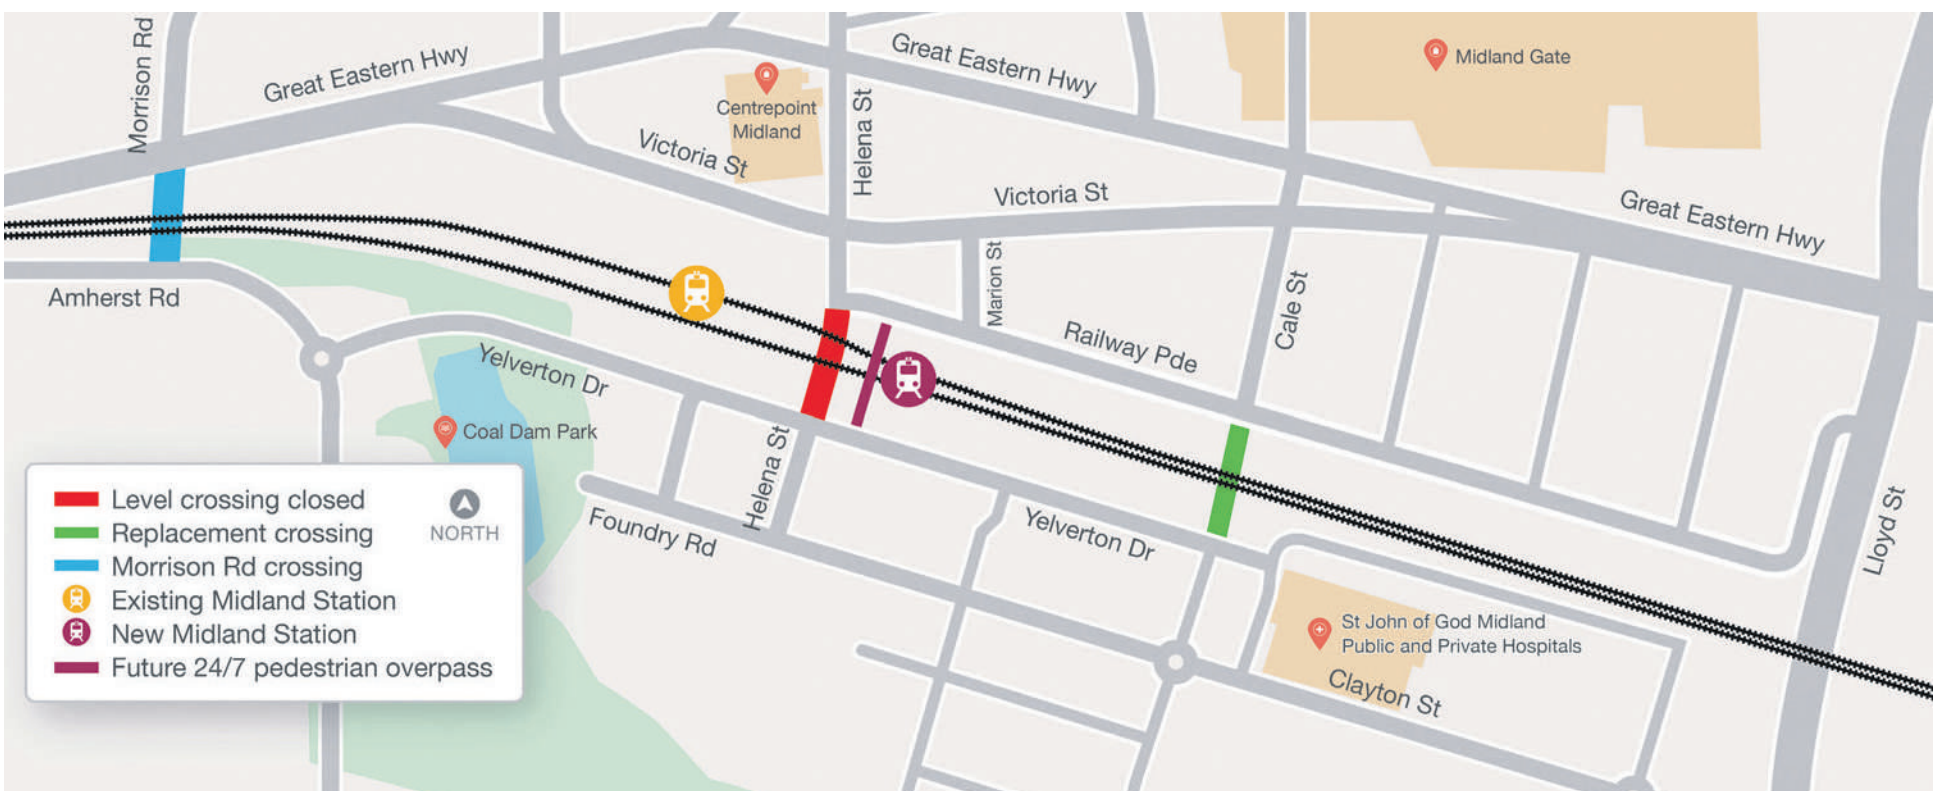 Morrison Rd
Great Eastern Hwy
Great Eastern Hwy
Midland Gate
Centrepoint
Midland
Helena St
Victoria St
Victoria St
Great Eastern Hwy
Marion St
Cale St
Amherst Rd
Railway Pde
Yelverton Dr
Coal Dam Park
Helena St
Foundry Rd
Yelverton Dr
Lloyd St
St John of God Midland
Public and Private Hospitals
Clayton St
Level crossing closed
Replacement crossing
Morrison Rd crossing
Existing Midland Station
New Midland Station
Future 24/7 pedestrian overpass
NORTH